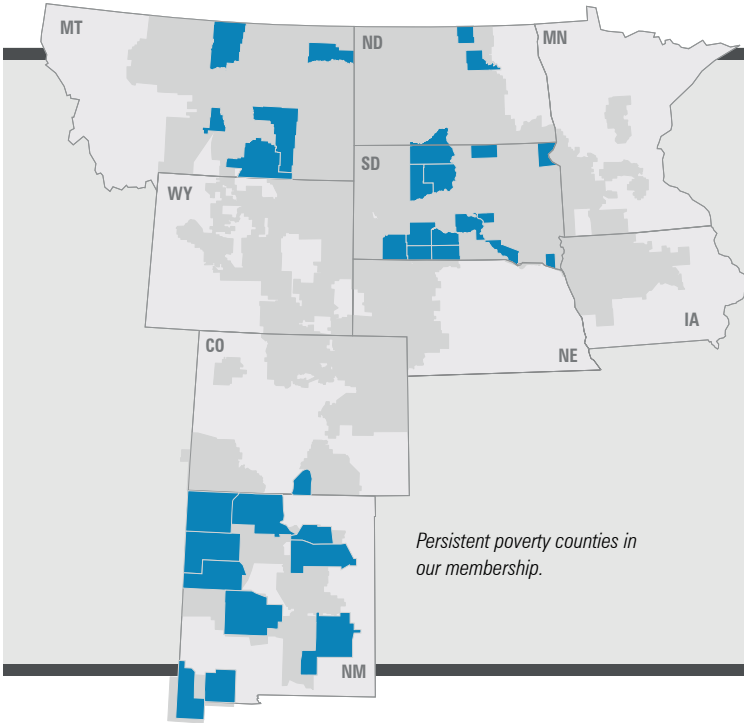 MT
ND
MN
SD
WY
IA
CO
NE
Persistent poverty counties in
our membership.
NM